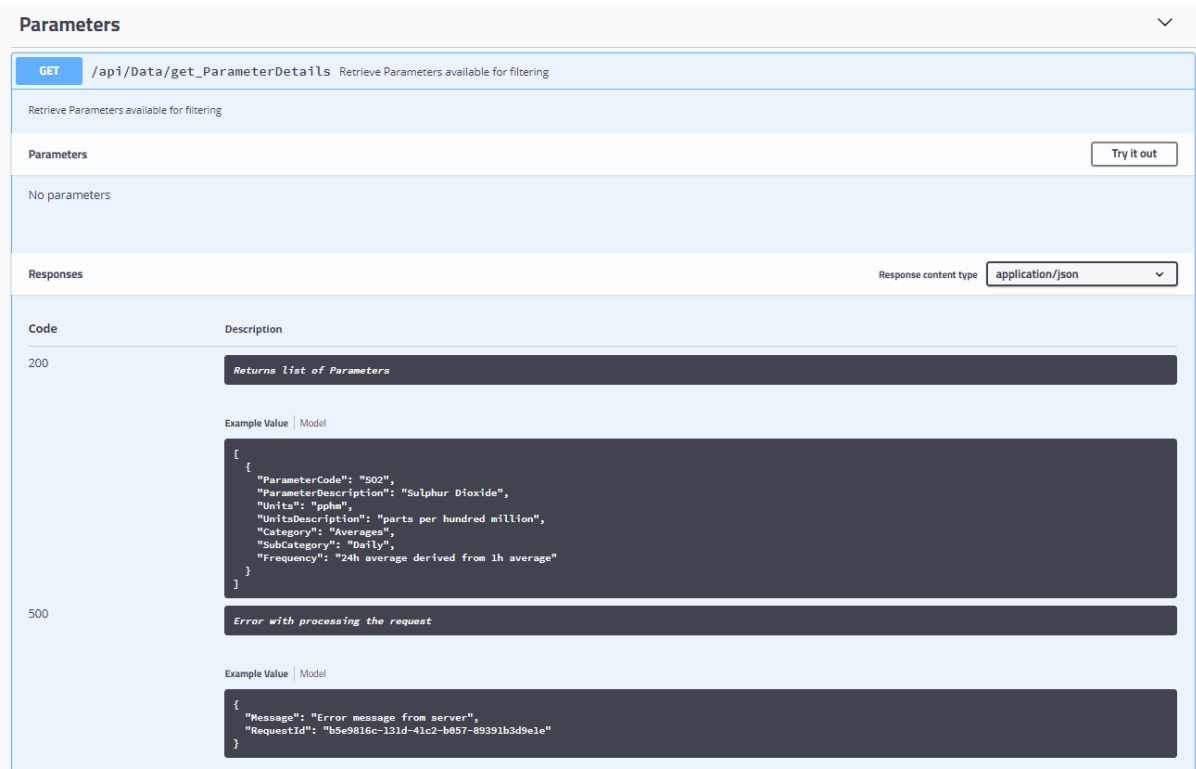 Parameters
GET /api/Data/get_ParameterDetails Retrieve Parameters available for filtering
Retrieve Parameters available for filtering
Parameters Try it out
No parameters
Responses Response content type application/json
Code Description
200 Returns list of Parameters
Example Value Model
[
{
"ParameterCode": "SO2",
"ParameterDescription": "Sulphur Dioxide",
"Units": "pphm",
"UnitsDescription": "parts per hundred million",
"Category": "Averages",
"SubCategory": "Daily",
"Frequency": "24h average derived from 1h average"
}
]
500 Error with processing the request
Example Value Model
{
"Message": "Error message from server",
"RequestId": "b5e9816c-131d-41c2-b057-89391b3d9e1e"
}